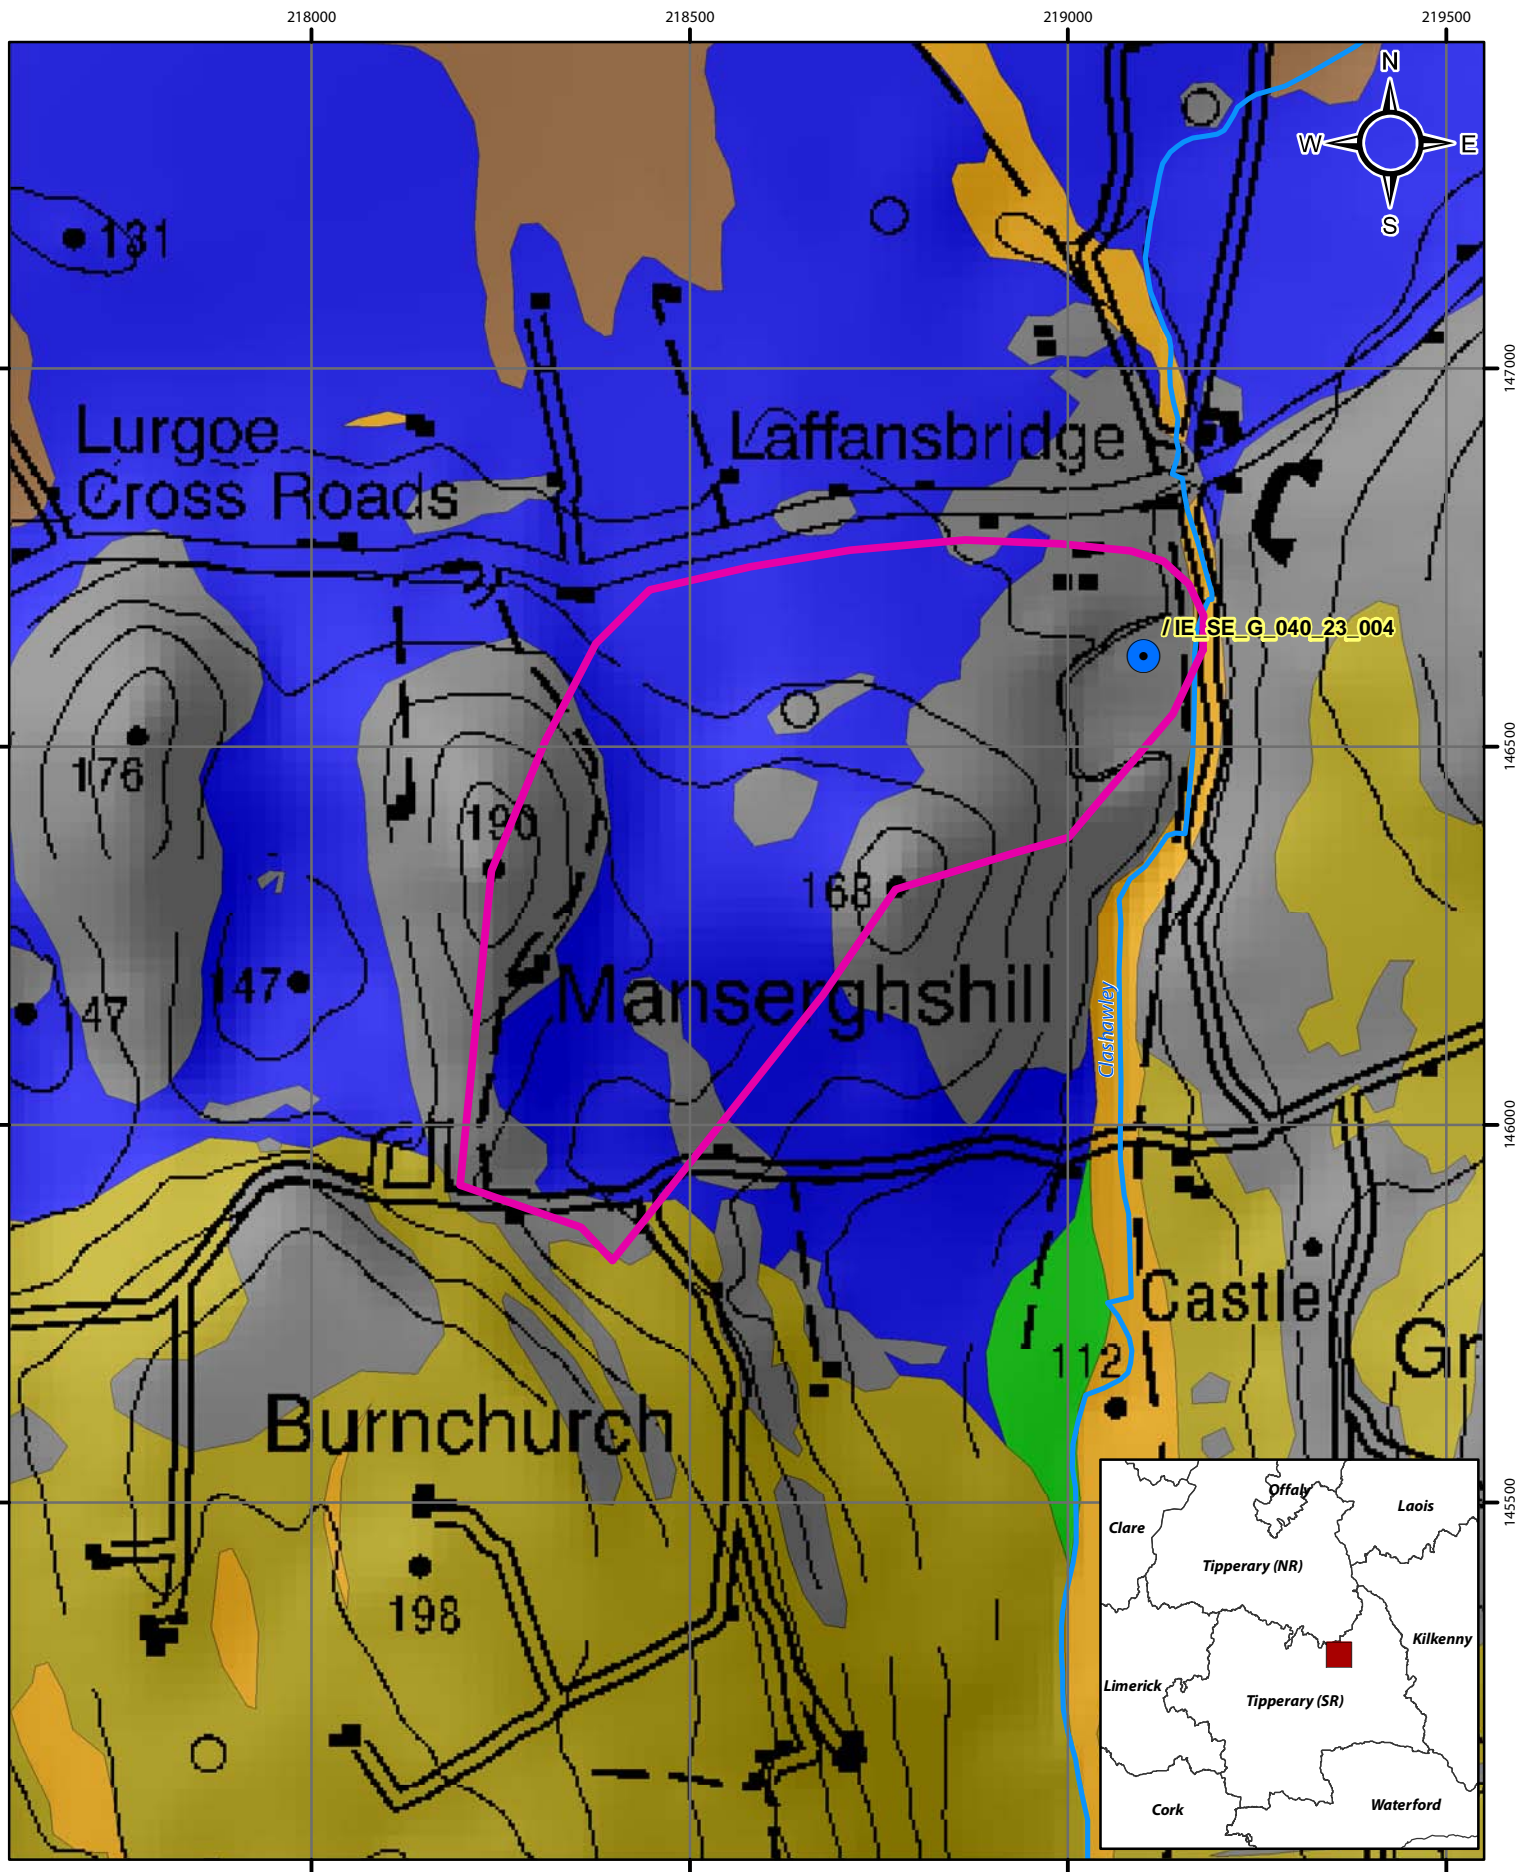 218000
218500
219000
219500
N
W E
S
131
147000
Lurgoe
Cross Roads
Laffansbridge
C
/ IE_SE_G_040_23_004
176
190
146500
168
147
47
Manserghshill
Clashawley
146000
Castle
112
Gr
Burnchurch
145500
198
Offaly
Laois
Clare
Tipperary (NR)
Kilkenny
Limerick
Tipperary (SR)
Cork
Waterford